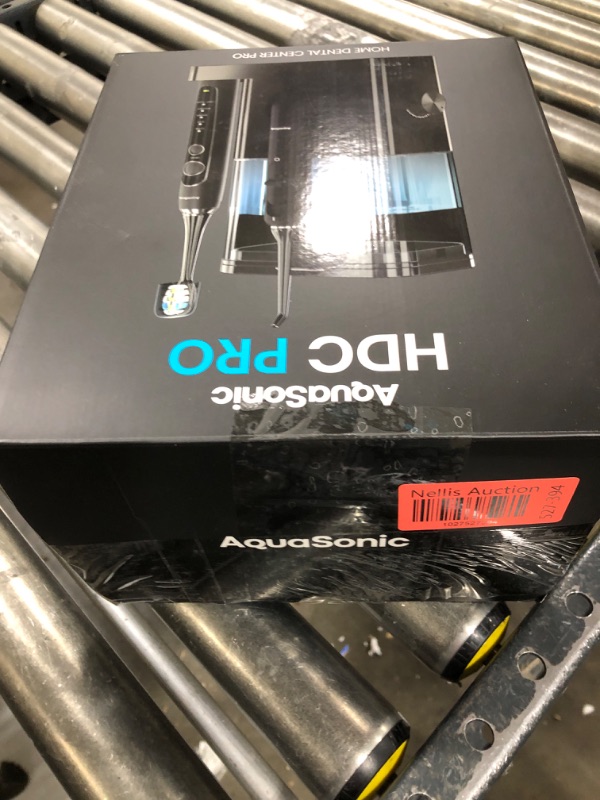 HOME DENTAL CENTER PRO
HDC PRO
AquaSonic
Nellis Auction
AquaSonic